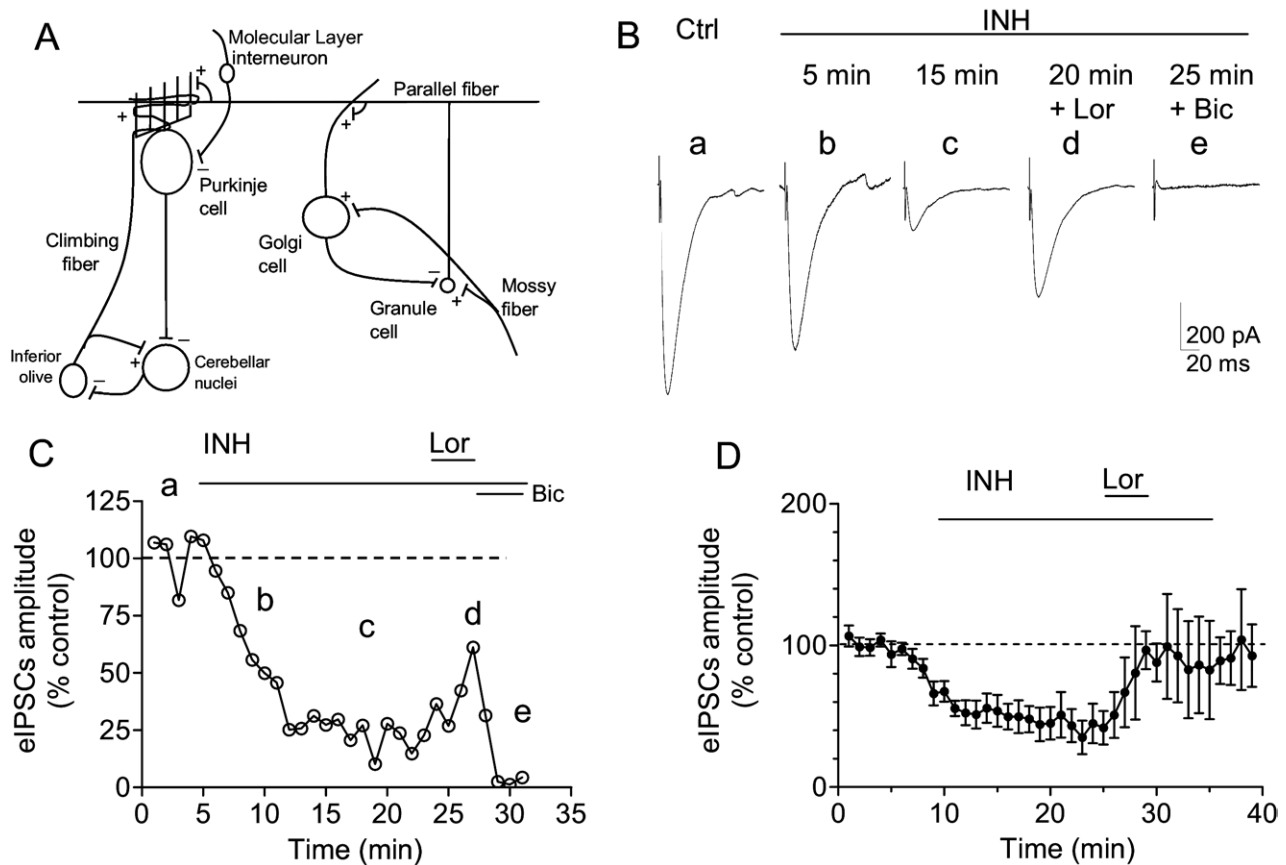 A
Molecular Layer
interneuron
+
Parallel fiber
+
+
−
Purkinje
cell
+
Golgi
cell
Climbing
fiber
−
Granule
cell
+
Mossy
fiber
Inferior
olive
−
+
−
Cerebellar
nuclei
B
Ctrl
INH
5 min
15 min
20 min
+ Lor
25 min
+ Bic
a
b
c
d
e
200 pA
20 ms
C
INH
Lor
Bic
a
b
c
d
e
125
100
75
50
25
0
eIPSCs amplitude
(% control)
0 5 10 15 20 25 30 35
Time (min)
D
INH
Lor
200
100
0
eIPSCs amplitude
(% control)
0 10 20 30 40
Time (min)